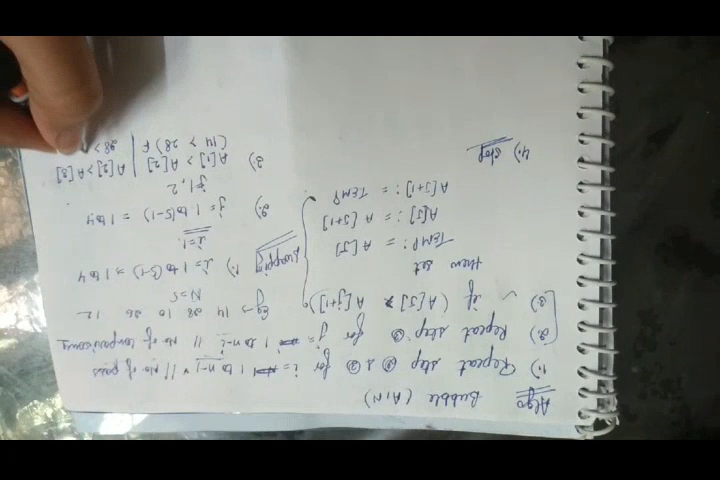 Algo Bubble (A,N)
1.) Repeat step ② & ③ for i = 1 to n-1 // No of pass
2.) Repeat step ③ for j = 1 to n-i // No of comparisons
3.) if (A[J] > A[j+1])
then set
TEMP: = A[J]
A[J]: = A[J+1]
A[J+1]: = TEMP
swapping
4.) stop
Eg - 14 28 10 26 12
N=5
1.) i = 1 to (5-1) = 1 to 4
i=1
2.) j = 1 to (5-1) = 1 to 4
j=1,2
3.) A[1] > A[2] | A[2] > A[3]
(14 > 28) F | 28 >